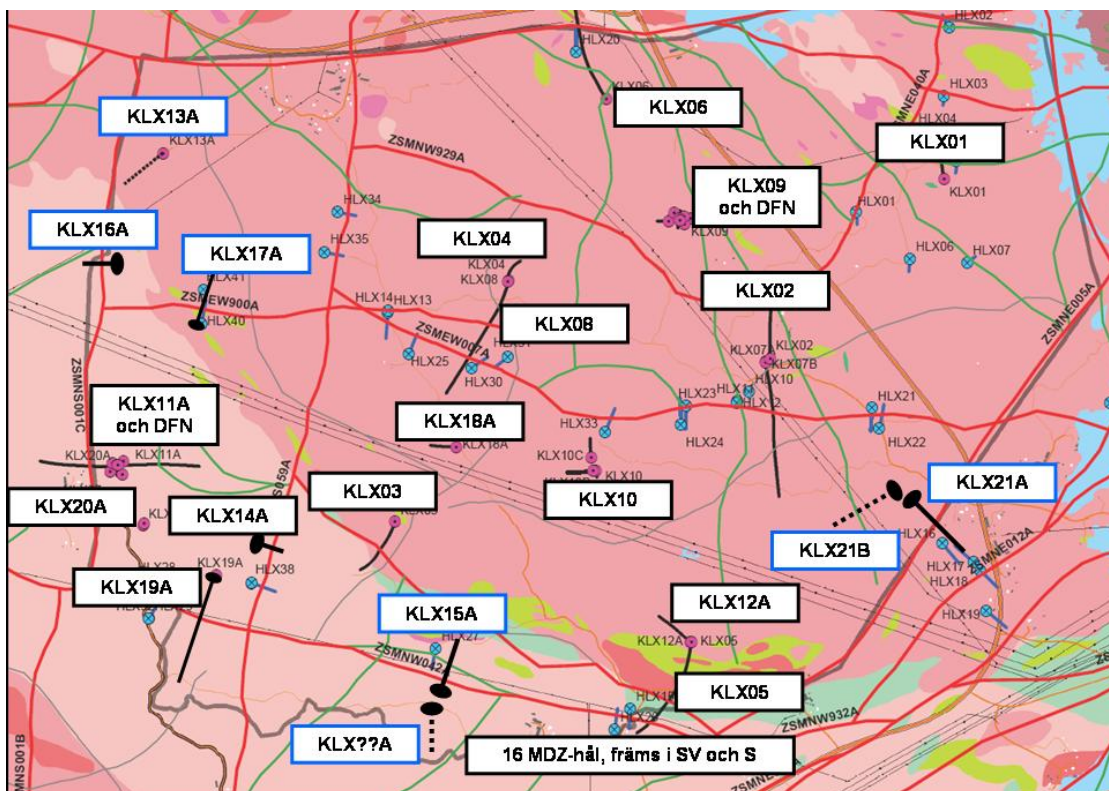 HLX02
HLX20
HLX03
KLX13A
KLX06
ZSMNE040A
HLX04
KLX01
KLX13A
ZSMNW929A
KLX01
KLX09
och DFN
HLX34
HLX01
KLX16A
KLX09
KLX17A
KLX04
HLX35
HLX06
HLX07
KLX04
KLX08
KLX02
ZSMNE005A
ZSMEW900A
HLX14
HLX13
KLX08
HLX40
ZSMEW007A
KLX02
HLX25
KLX07B
HLX30
HLX10
ZSMNS001C
KLX11A
och DFN
HLX23
HLX11
HLX12
HLX21
KLX18A
HLX33
HLX24
HLX22
KLX18A
KLX20A
KLX11A
KLX10C
KLX10
KLX03
KLX10
KLX21A
KLX20A
KLX14A
KLX21B
HLX16
ZSMNE012A
KLX19A
HLX17
HLX38
HLX18
KLX19A
KLX12A
KLX15A
HLX19
HLX27
KLX12A
KLX05
ZSMNW042A
KLX05
ZSMNW932A
KLX??A
16 MDZ-hål, främs i SV och S